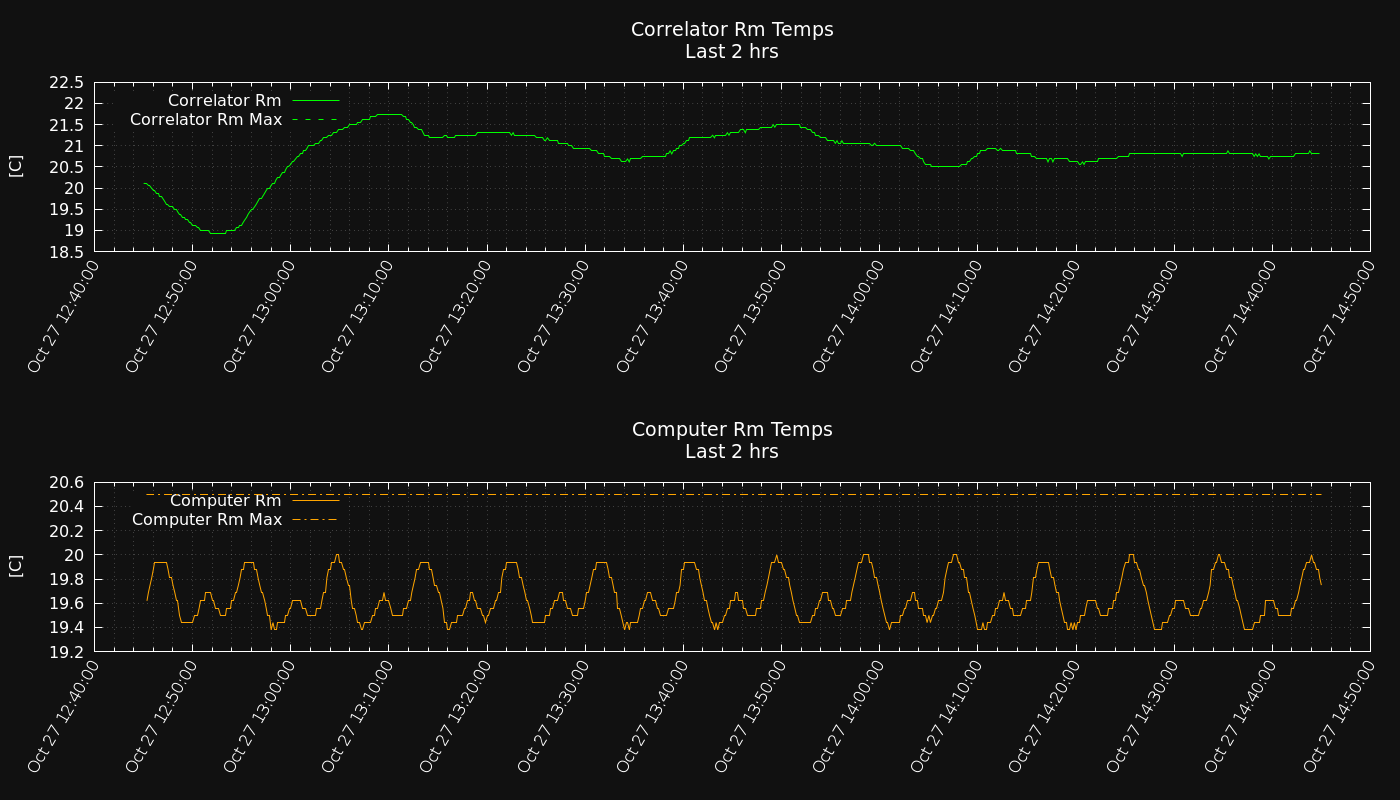 Correlator Rm Temps
Last 2 hrs
22.5
22
21.5
21
20.5
20
19.5
19
18.5
[C]
Correlator Rm
Correlator Rm Max
Oct 27 12:40:00
Oct 27 12:50:00
Oct 27 13:00:00
Oct 27 13:10:00
Oct 27 13:20:00
Oct 27 13:30:00
Oct 27 13:40:00
Oct 27 13:50:00
Oct 27 14:00:00
Oct 27 14:10:00
Oct 27 14:20:00
Oct 27 14:30:00
Oct 27 14:40:00
Oct 27 14:50:00
Computer Rm Temps
Last 2 hrs
20.6
20.4
20.2
20
19.8
19.6
19.4
19.2
[C]
Computer Rm
Computer Rm Max
Oct 27 12:40:00
Oct 27 12:50:00
Oct 27 13:00:00
Oct 27 13:10:00
Oct 27 13:20:00
Oct 27 13:30:00
Oct 27 13:40:00
Oct 27 13:50:00
Oct 27 14:00:00
Oct 27 14:10:00
Oct 27 14:20:00
Oct 27 14:30:00
Oct 27 14:40:00
Oct 27 14:50:00